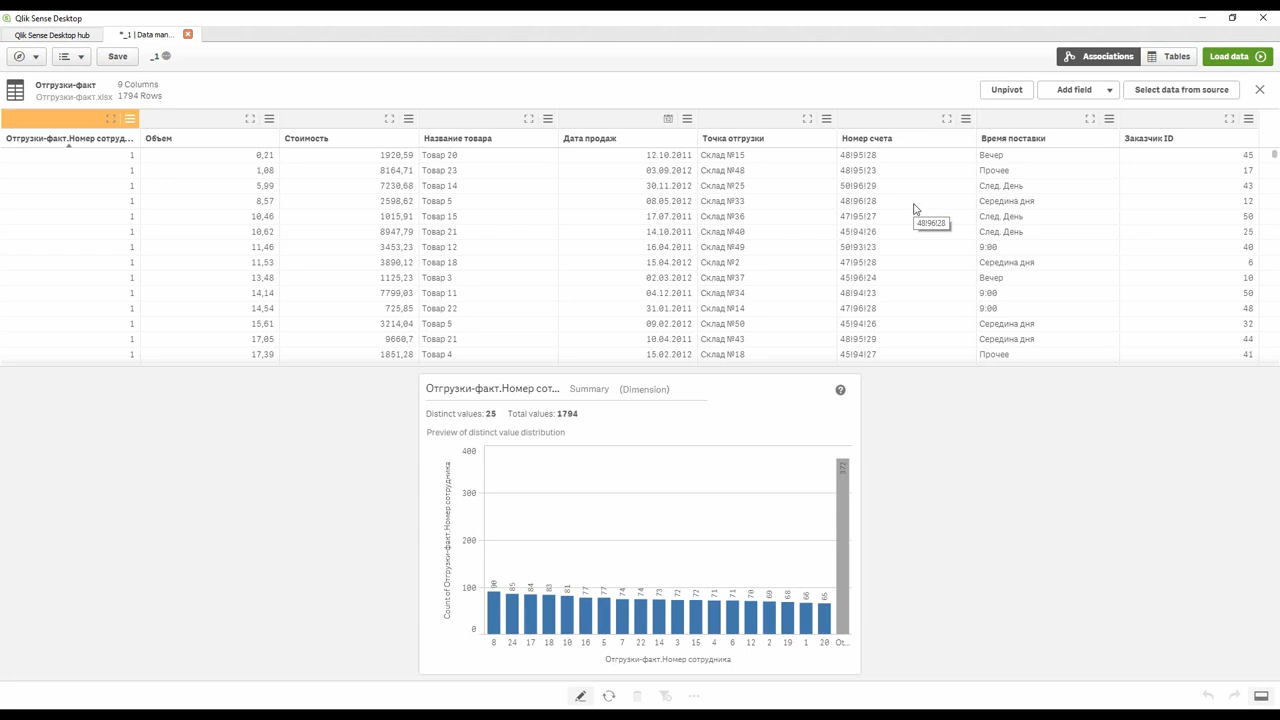 Qlik Sense Desktop
Qlik Sense Desktop hub
*_1 | Data man...
Save
_1
Associations
Tables
Load data
Отгрузки-факт
Отгрузки-факт.xlsx
9 Columns
1794 Rows
Unpivot
Add field
Select data from source
Отгрузки-факт.Номер сотруд... Объем Стоимость Название товара Дата продаж Точка отгрузки Номер счета Время поставки Заказчик ID
1 0,21 1920,59 Товар 20 12.10.2011 Склад №15 48!95!28 Вечер 45
1 1,08 8164,71 Товар 23 03.09.2012 Склад №48 48!95!23 Прочее 17
1 5,99 7230,68 Товар 14 30.11.2012 Склад №25 50!96!29 След. День 43
1 8,57 2598,62 Товар 5 08.05.2012 Склад №33 48!96!28 Середина дня 12
1 10,46 1015,91 Товар 15 17.07.2011 Склад №36 47!95!27 След. День 50
1 10,62 8947,79 Товар 21 14.10.2011 Склад №40 45!94!26 След. День 25
48!96!28
1 11,46 3453,23 Товар 12 16.04.2011 Склад №49 50!93!23 9:00 40
1 11,53 3890,12 Товар 18 15.04.2012 Склад №2 47!95!28 Середина дня 6
1 13,48 1125,23 Товар 3 02.03.2012 Склад №37 45!96!24 Вечер 10
1 14,14 7799,03 Товар 11 04.12.2011 Склад №34 48!94!23 9:00 50
1 14,54 725,85 Товар 22 31.01.2011 Склад №14 47!96!28 9:00 48
1 15,61 3214,04 Товар 5 09.02.2012 Склад №50 45!94!26 Середина дня 32
1 17,05 9660,7 Товар 21 10.04.2011 Склад №43 48!95!29 Середина дня 44
1 17,39 1851,28 Товар 4 15.02.2012 Склад №18 45!94!27 Прочее 41
Отгрузки-факт.Номер сот... Summary (Dimension)
Distinct values: 25 Total values: 1794
Preview of distinct value distribution
Count of Отгрузки-факт.Номер сотрудника
400
300
200
100
0
90 85 84 83 81 77 77 74 74 73 72 72 71 71 70 69 68 66 65 372
8 24 17 18 10 16 5 7 22 14 3 15 4 6 12 2 19 1 20 Ot...
Отгрузки-факт.Номер сотрудника